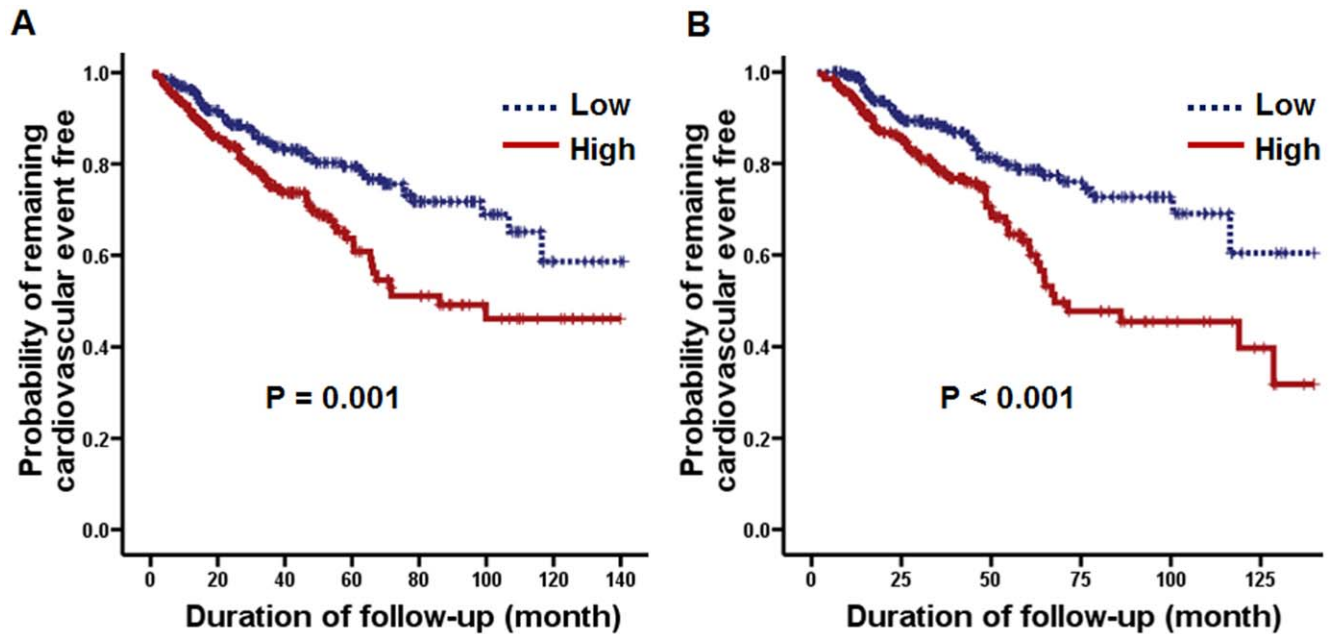 A
Probability of remaining
cardiovascular event free
1.0
0.8
0.6
0.4
0.2
0.0
Low
High
P = 0.001
0 20 40 60 80 100 120 140
Duration of follow-up (month)
B
Probability of remaining
cardiovascular event free
1.0
0.8
0.6
0.4
0.2
0.0
Low
High
P < 0.001
0 25 50 75 100 125
Duration of follow-up (month)